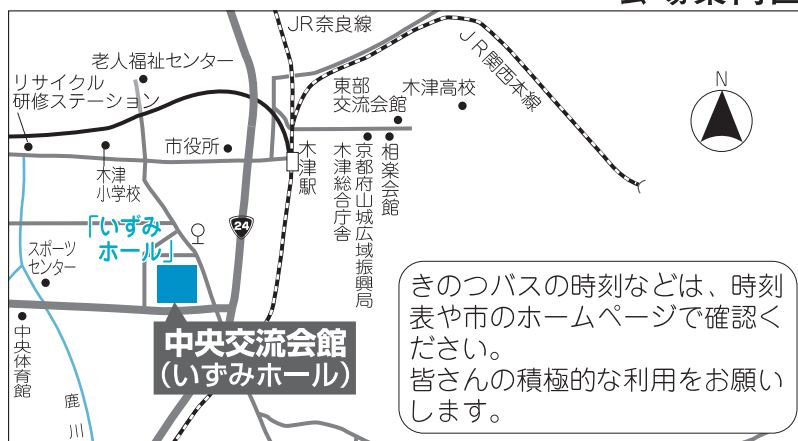 JR奈良線
老人福祉センター
JR関西本線
リサイクル
研修ステーション
東部
交流会館
木津高校
N
市役所
木津駅
木津総合庁舎
京都府山城広域振興局
相楽会館
木津
小学校
「いずみ
ホール」
24
スポーツ
センター
きのつバスの時刻などは、時刻
表や市のホームページで確認く
ださい。
皆さんの積極的な利用をお願い
します。
中央交流会館
(いずみホール)
中央体育館
鹿川